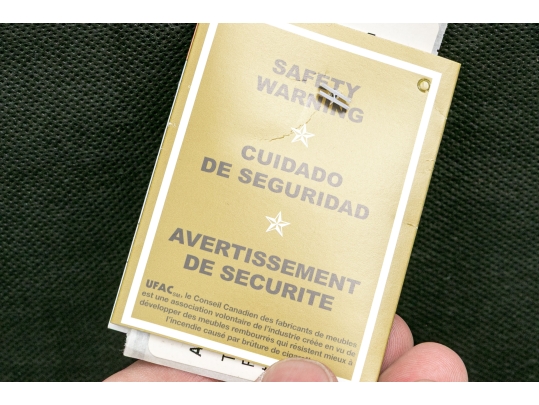 SAFETY
WARNING
CUIDADO
DE SEGURIDAD
AVERTISSEMENT
DE SECURITE
UFAC, le Conseil Canadien des fabricants de meubles
est une association volontaire de l'industrie créée en vu de
développer des meubles rembourrés qui résistent mieux à
l'incendie causé par brûture de